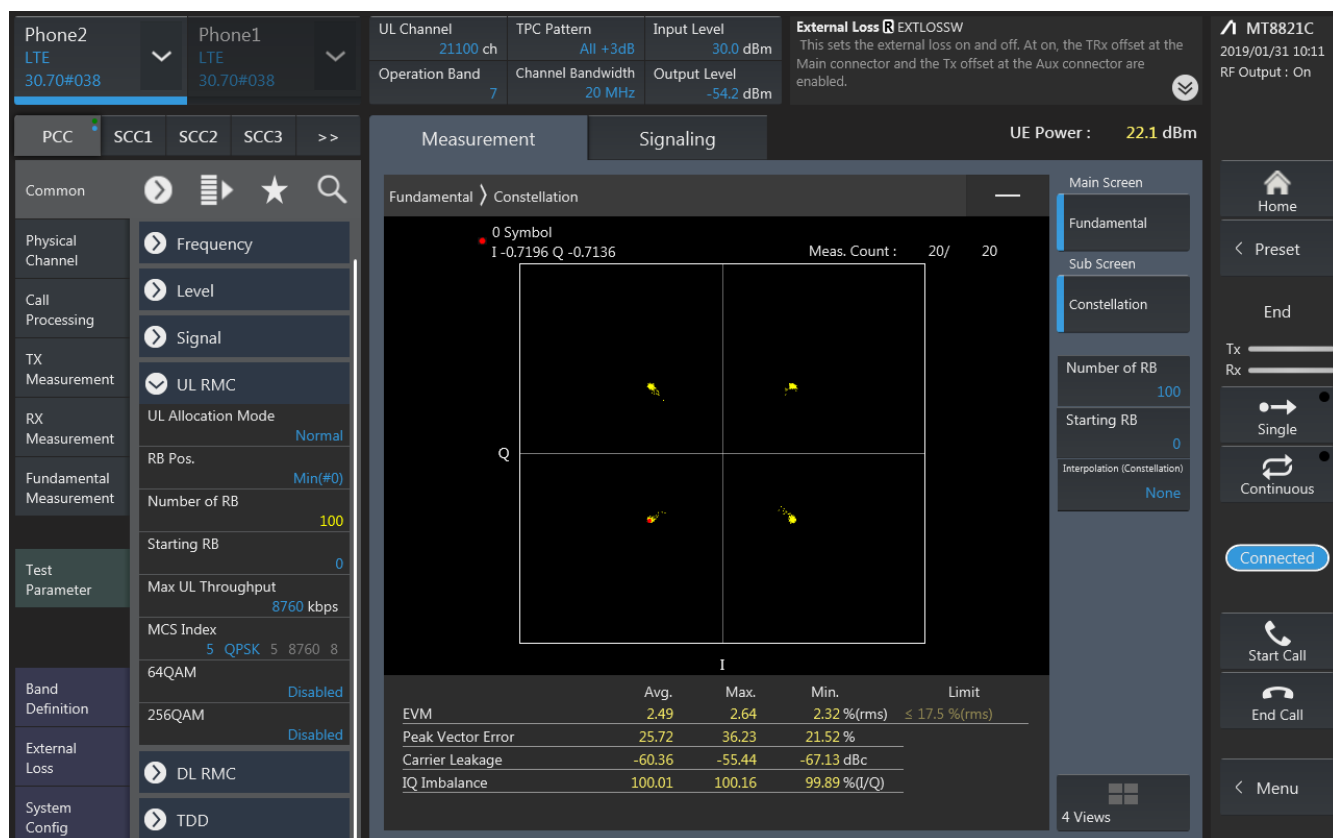 Phone2
LTE
30.70#038
Phone1
LTE
30.70#038
UL Channel
21100 ch
TPC Pattern
All +3dB
Input Level
30.0 dBm
Operation Band
7
Channel Bandwidth
20 MHz
Output Level
-54.2 dBm
External Loss R EXTLOSSW
This sets the external loss on and off. At on, the TRx offset at the
Main connector and the Tx offset at the Aux connector are
enabled.
MT8821C
2019/01/31 10:11
RF Output : On
PCC SCC1 SCC2 SCC3 >>
Measurement
Signaling
UE Power : 22.1 dBm
Common
Physical
Channel
Call
Processing
TX
Measurement
RX
Measurement
Fundamental
Measurement
Test
Parameter
Band
Definition
External
Loss
System
Config
Frequency
Level
Signal
UL RMC
UL Allocation Mode
Normal
RB Pos.
Min(#0)
Number of RB
100
Starting RB
0
Max UL Throughput
8760 kbps
MCS Index
5 QPSK 5 8760 8
64QAM
Disabled
256QAM
Disabled
DL RMC
TDD
Fundamental ❭ Constellation
0 Symbol
I -0.7196 Q -0.7136
Meas. Count : 20/ 20
Q
I
Avg. Max. Min. Limit
EVM 2.49 2.64 2.32 %(rms) ≤ 17.5 %(rms)
Peak Vector Error 25.72 36.23 21.52 %
Carrier Leakage -60.36 -55.44 -67.13 dBc
IQ Imbalance 100.01 100.16 99.89 %(I/Q)
Main Screen
Fundamental
Sub Screen
Constellation
Number of RB
100
Starting RB
0
Interpolation (Constellation)
None
4 Views
Home
< Preset
End
Tx
Rx
Single
Continuous
Connected
Start Call
End Call
< Menu